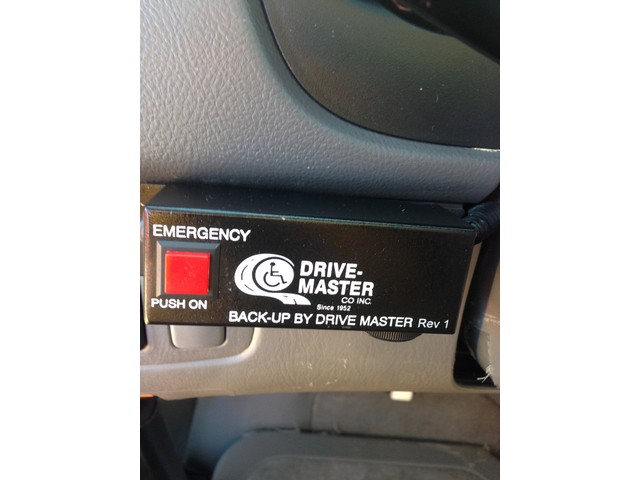 EMERGENCY
PUSH ON
DRIVE-
MASTER
CO INC.
Since 1952
BACK-UP BY DRIVE MASTER Rev 1